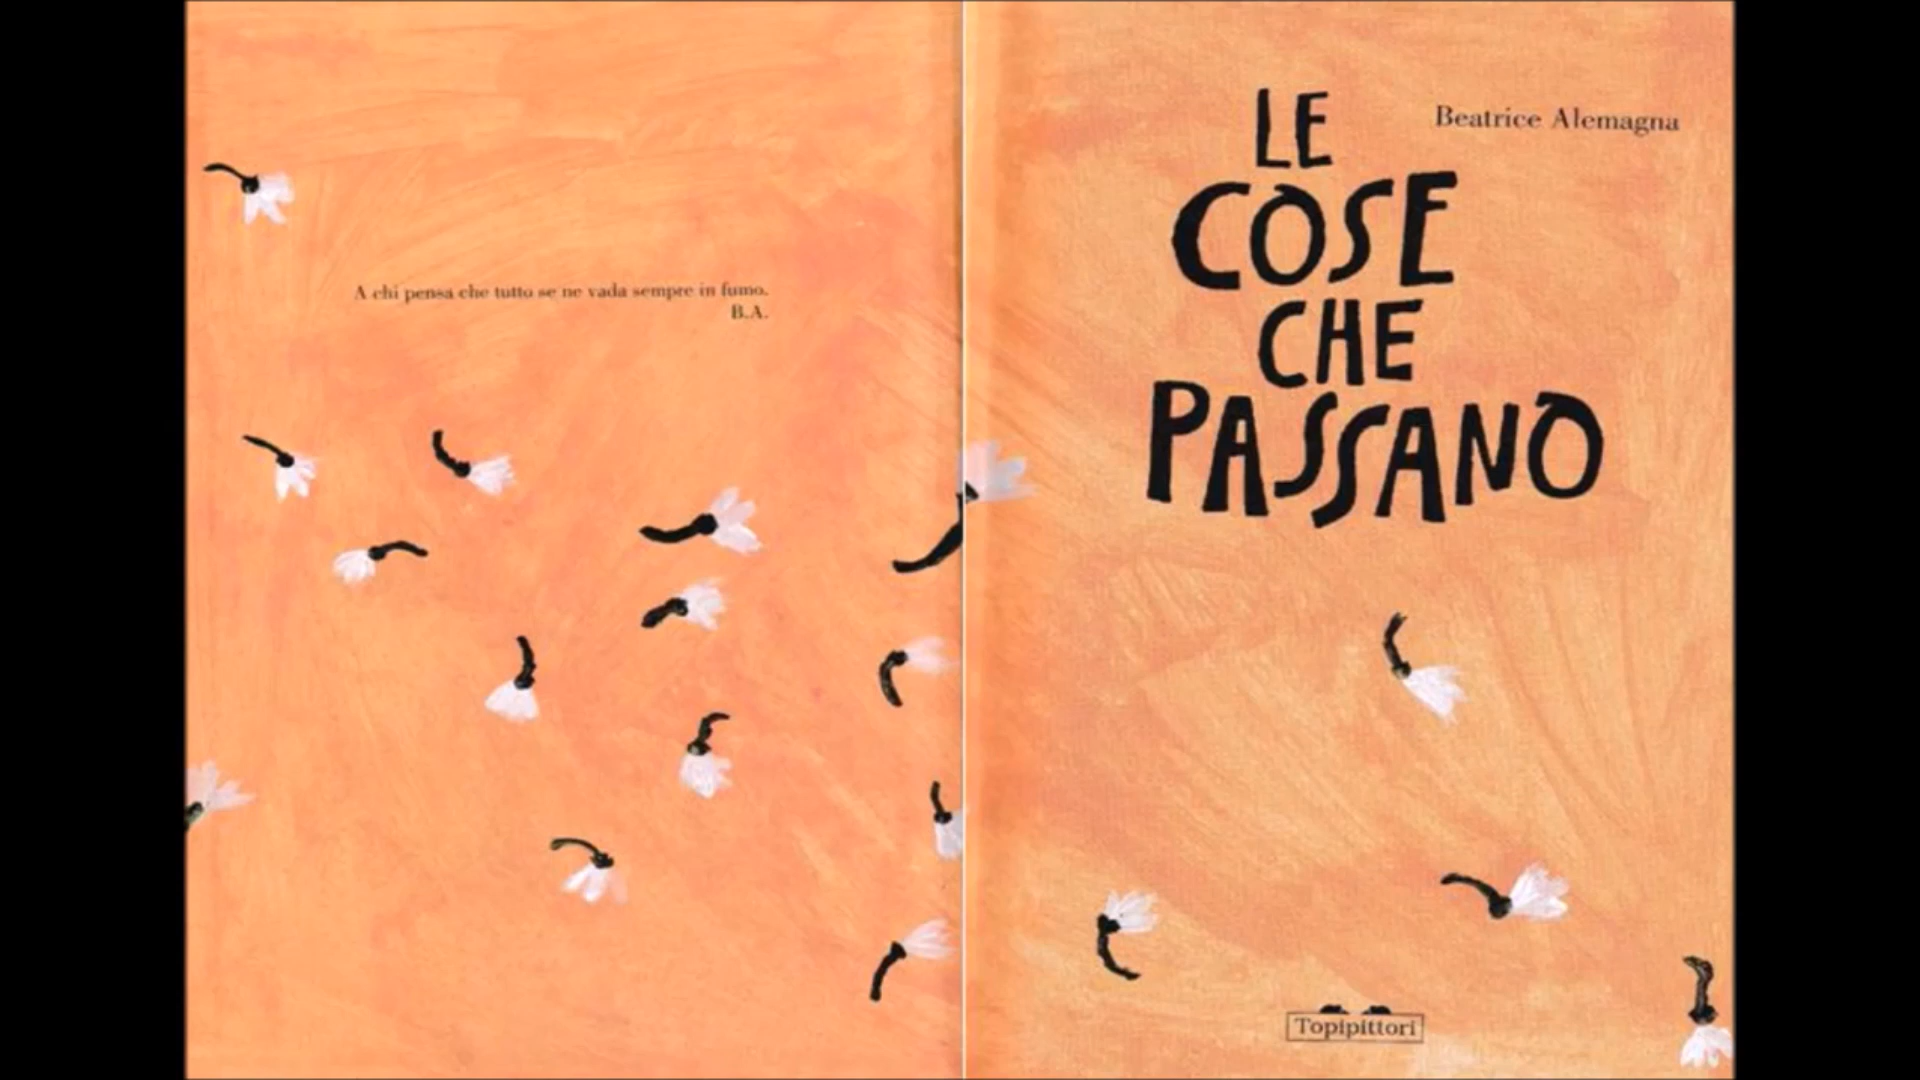 A chi pensa che tutto se ne vada sempre in fumo.
B.A.
Beatrice Alemagna
LE
COSE
CHE
PASSANO
Topipittori